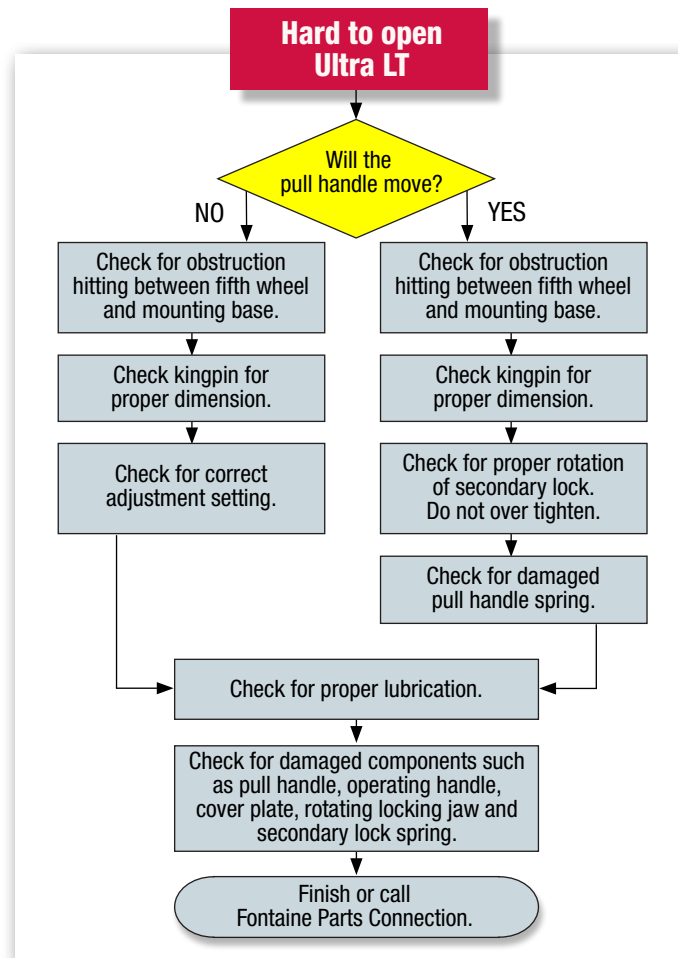 Hard to open
Ultra LT
Will the
pull handle move?
NO
YES
Check for obstruction
hitting between fifth wheel
and mounting base.
Check kingpin for
proper dimension.
Check for correct
adjustment setting.
Check for obstruction
hitting between fifth wheel
and mounting base.
Check kingpin for
proper dimension.
Check for proper rotation
of secondary lock.
Do not over tighten.
Check for damaged
pull handle spring.
Check for proper lubrication.
Check for damaged components such
as pull handle, operating handle,
cover plate, rotating locking jaw and
secondary lock spring.
Finish or call
Fontaine Parts Connection.